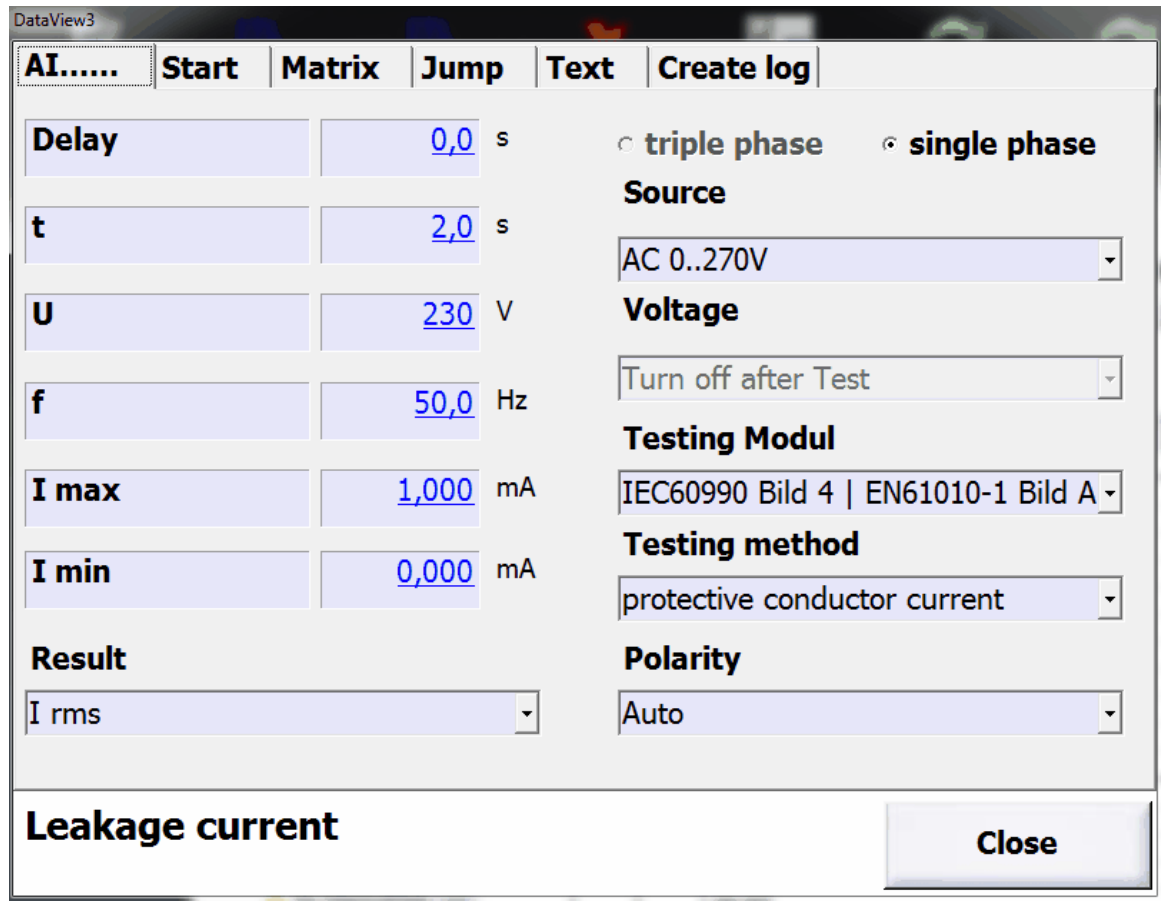 DataView3
AI......
Start
Matrix
Jump
Text
Create log
Delay
0,0 s
t
2,0 s
U
230 V
f
50,0 Hz
I max
1,000 mA
I min
0,000 mA
Result
I rms
triple phase
single phase
Source
AC 0..270V
Voltage
Turn off after Test
Testing Modul
IEC60990 Bild 4 | EN61010-1 Bild A
Testing method
protective conductor current
Polarity
Auto
Leakage current
Close